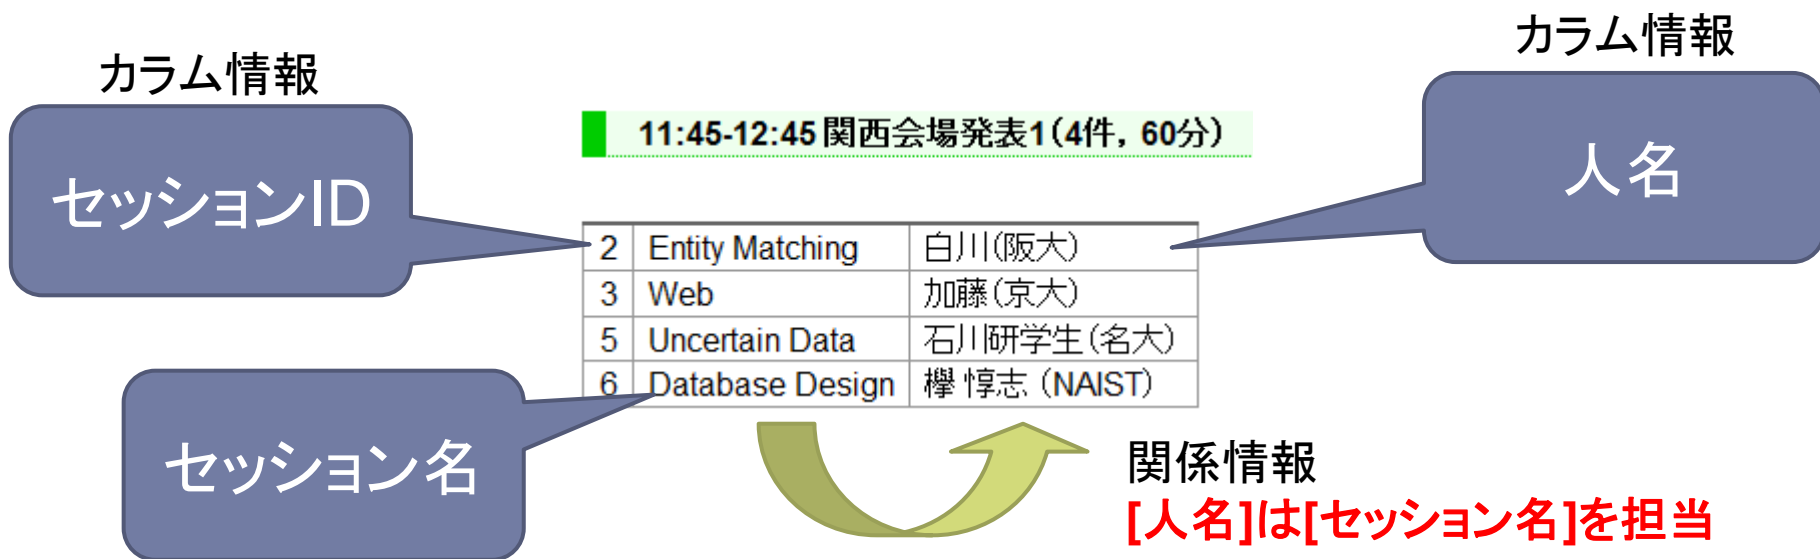 カラム情報
カラム情報
セッションID
人名
11:45-12:45 関西会場発表1(4件, 60分)
2 Entity Matching 白川(阪大)
3 Web 加藤(京大)
5 Uncertain Data 石川研学生(名大)
6 Database Design 欅 惇志 (NAIST)
セッション名
関係情報
[人名]は[セッション名]を担当